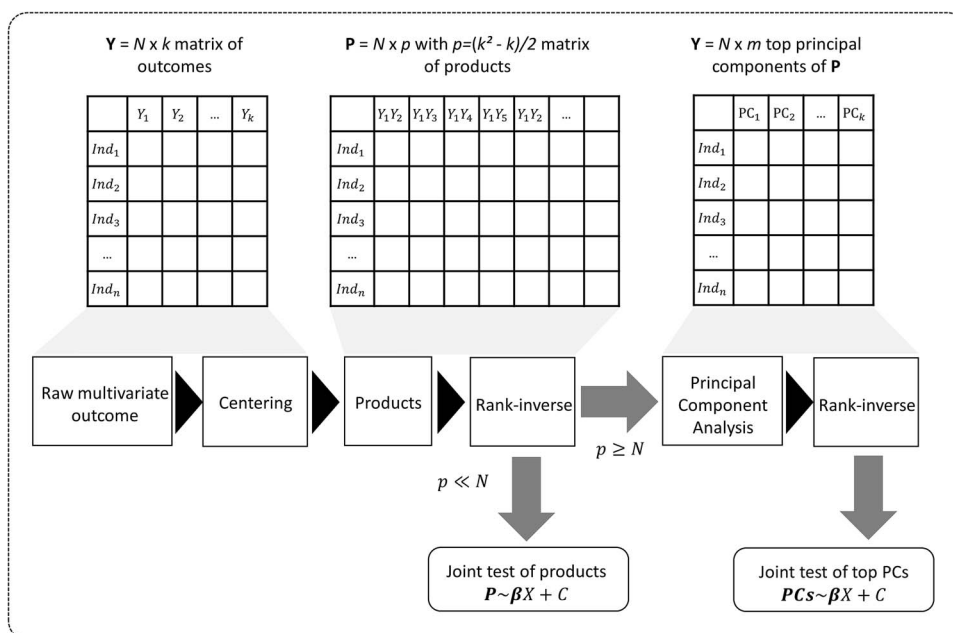 Y = N x k matrix of
outcomes
P = N x p with p=(k² - k)/2 matrix
of products
Y = N x m top principal
components of P
Y₁ Y₂ ... Yₖ
Ind₁
Ind₂
Ind₃
...
Indₙ
Y₁Y₂ Y₁Y₃ Y₁Y₄ Y₁Y₅ Y₁Y₂ ...
Ind₁
Ind₂
Ind₃
...
Indₙ
PC₁ PC₂ ... PCₖ
Ind₁
Ind₂
Ind₃
...
Indₙ
Raw multivariate
outcome
Centering
Products
Rank-inverse
p ≥ N
Principal
Component
Analysis
Rank-inverse
p ≪ N
Joint test of products
P~βX + C
Joint test of top PCs
PCs~βX + C